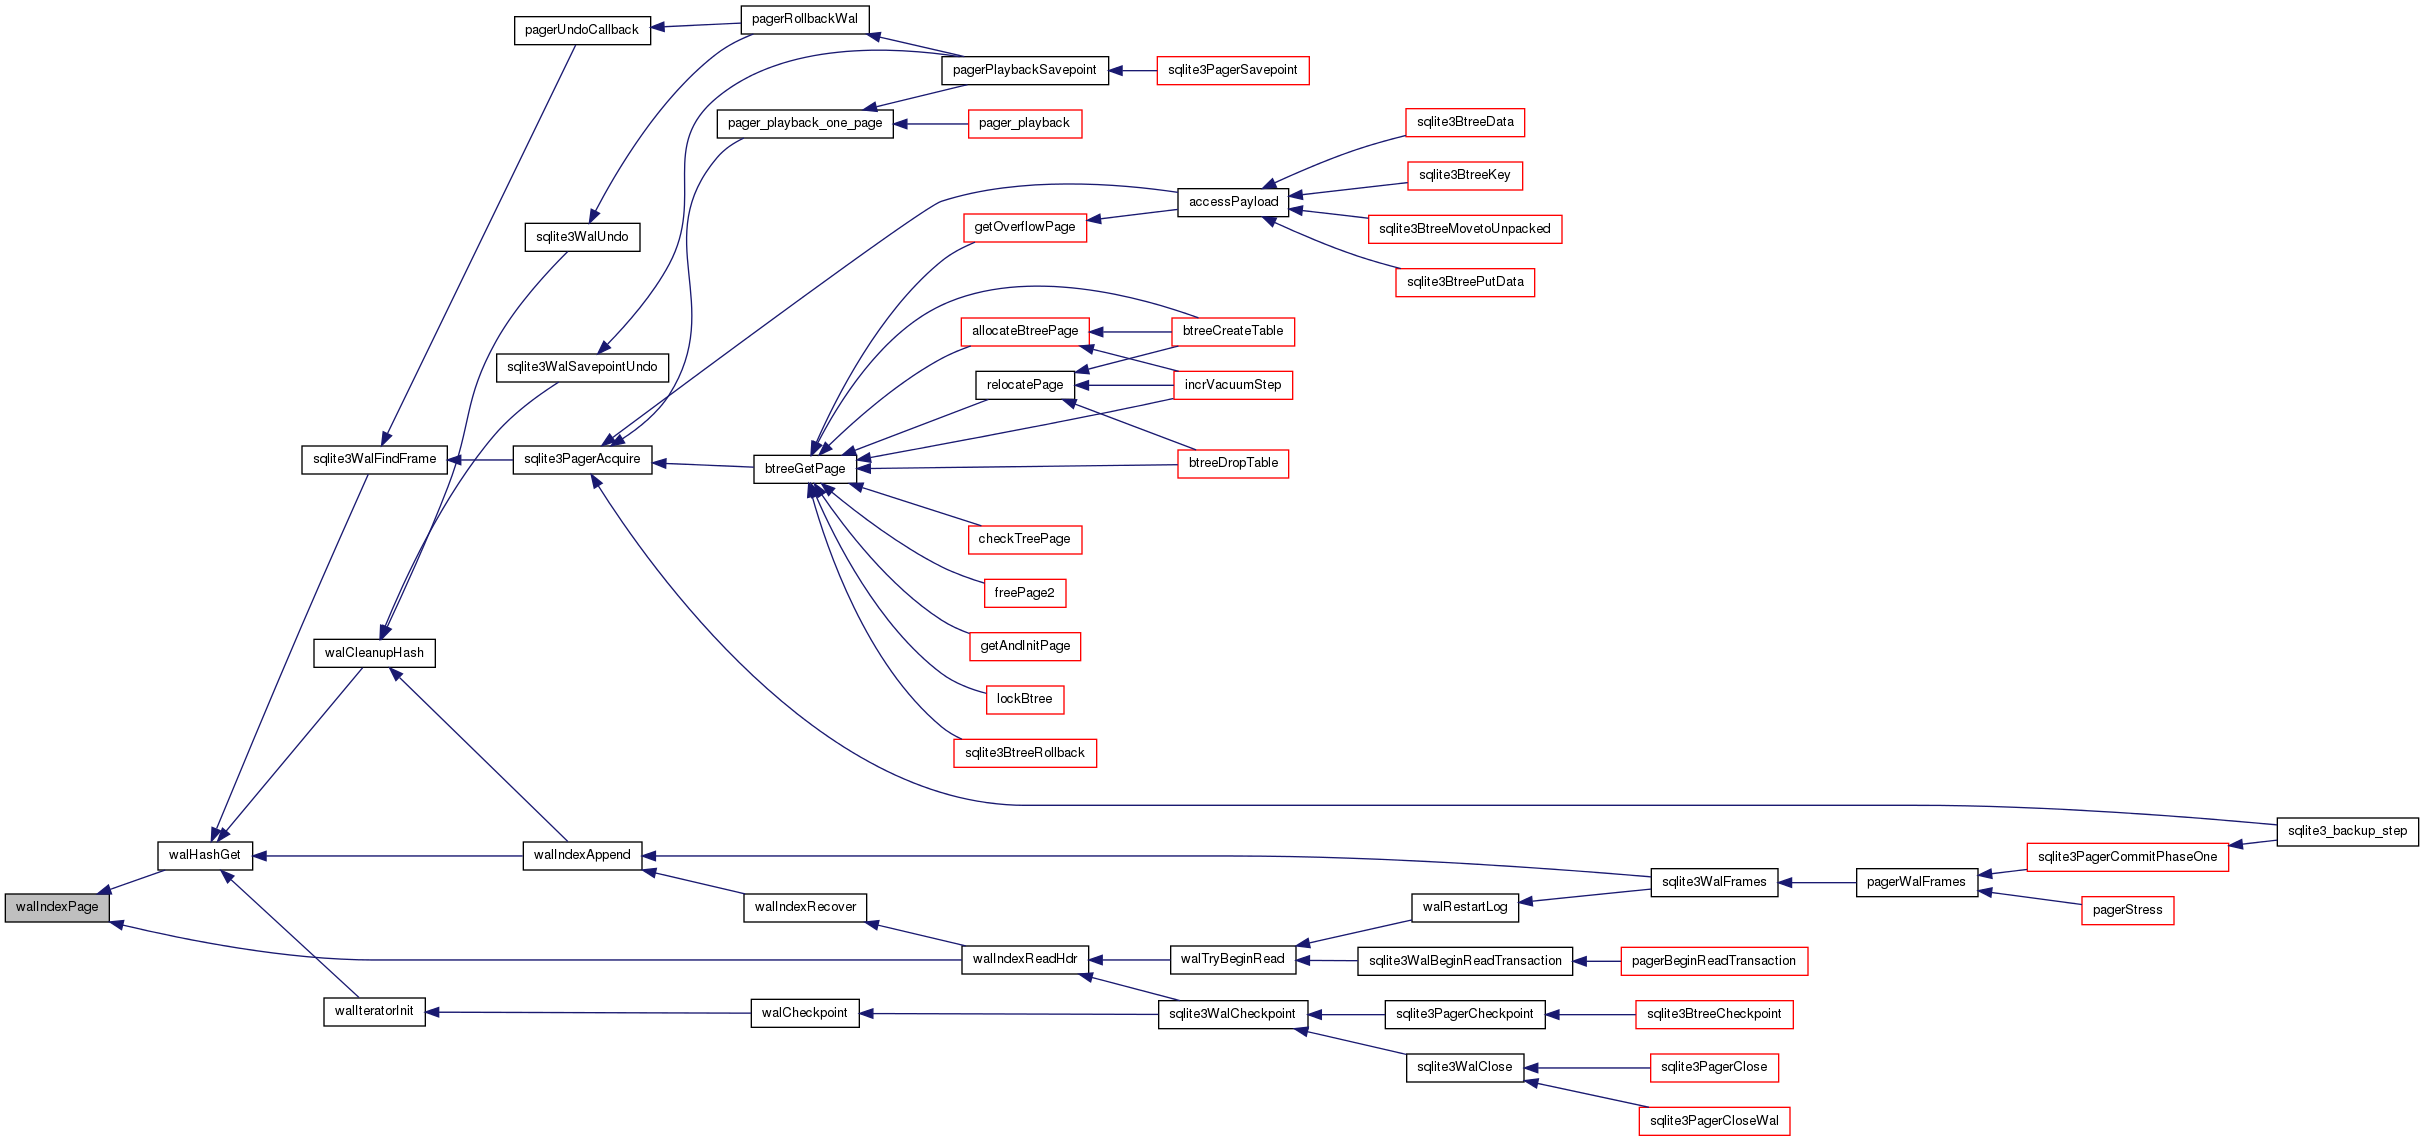 pagerUndoCallback
pagerRollbackWal
pagerPlaybackSavepoint
sqlite3PagerSavepoint
pager_playback_one_page
pager_playback
sqlite3BtreeData
sqlite3BtreeKey
accessPayload
getOverflowPage
sqlite3BtreeMovetoUnpacked
sqlite3WalUndo
sqlite3BtreePutData
allocateBtreePage
btreeCreateTable
sqlite3WalSavepointUndo
relocatePage
incrVacuumStep
sqlite3WalFindFrame
sqlite3PagerAcquire
btreeGetPage
btreeDropTable
checkTreePage
freePage2
walCleanupHash
getAndInitPage
lockBtree
sqlite3BtreeRollback
sqlite3_backup_step
walHashGet
walIndexAppend
sqlite3PagerCommitPhaseOne
sqlite3WalFrames
pagerWalFrames
walIndexPage
walIndexRecover
walRestartLog
pagerStress
walIndexReadHdr
walTryBeginRead
sqlite3WalBeginReadTransaction
pagerBeginReadTransaction
walIteratorInit
walCheckpoint
sqlite3WalCheckpoint
sqlite3PagerCheckpoint
sqlite3BtreeCheckpoint
sqlite3WalClose
sqlite3PagerClose
sqlite3PagerCloseWal